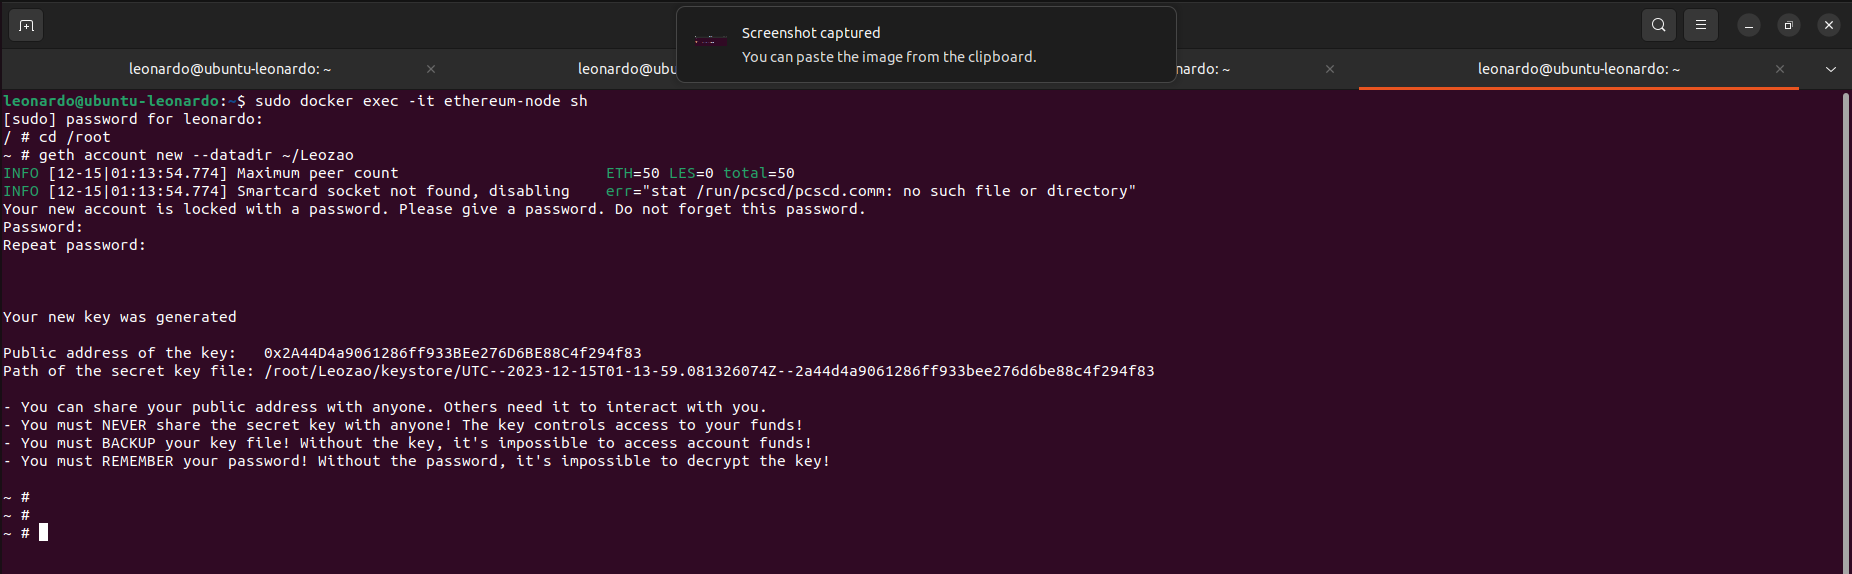 Screenshot captured
You can paste the image from the clipboard.
leonardo@ubuntu-leonardo: ~
leonardo@ubu
nardo: ~
leonardo@ubuntu-leonardo: ~
leonardo@ubuntu-leonardo:~$ sudo docker exec -it ethereum-node sh
[sudo] password for leonardo:
/ # cd /root
~ # geth account new --datadir ~/Leozao
INFO [12-15|01:13:54.774] Maximum peer count                       ETH=50 LES=0 total=50
INFO [12-15|01:13:54.774] Smartcard socket not found, disabling    err="stat /run/pcscd/pcscd.comm: no such file or directory"
Your new account is locked with a password. Please give a password. Do not forget this password.
Password:
Repeat password:
Your new key was generated
Public address of the key:   0x2A44D4a9061286ff933BEe276D6BE88C4f294f83
Path of the secret key file: /root/Leozao/keystore/UTC--2023-12-15T01-13-59.081326074Z--2a44d4a9061286ff933bee276d6be88c4f294f83
- You can share your public address with anyone. Others need it to interact with you.
- You must NEVER share the secret key with anyone! The key controls access to your funds!
- You must BACKUP your key file! Without the key, it's impossible to access account funds!
- You must REMEMBER your password! Without the password, it's impossible to decrypt the key!
~ #
~ #
~ #